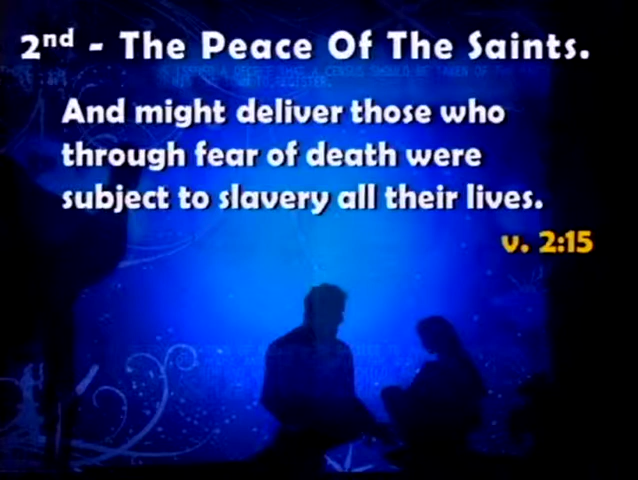 2nd - The Peace Of The Saints.
And might deliver those who
through fear of death were
subject to slavery all their lives.
v. 2:15